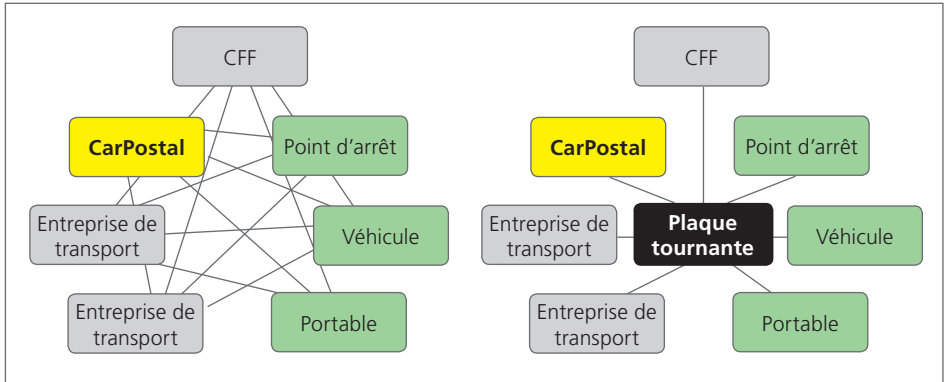 CFF
CarPostal
Point d’arrêt
Entreprise de
transport
Véhicule
Entreprise de
transport
Portable
CFF
CarPostal
Point d’arrêt
Entreprise de
transport
Plaque
tournante
Véhicule
Entreprise de
transport
Portable